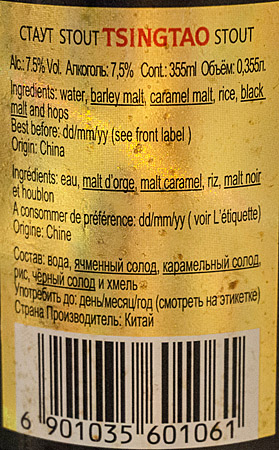 СТАУТ STOUT TSINGTAO STOUT
Alc: 7.5% Vol. Алкоголь: 7,5% Cont.: 355ml Объём: 0,355л.
Ingredients: water, barley malt, caramel malt, rice, black
malt and hops
Best before: dd/mm/yy (see front label )
Origin: China
Ingrédients: eau, malt d'orge, malt caramel, riz, malt noir
et houblon
A consommer de préférence: dd/mm/yy ( voir L'étiquette)
Origine: Chine
Состав: вода, ячменный солод, карамельный солод,
рис, чёрный солод и хмель
Употребить до: день/месяц/год (смотреть на этикетке)
Страна Производитель: Китай
6 901035 601061